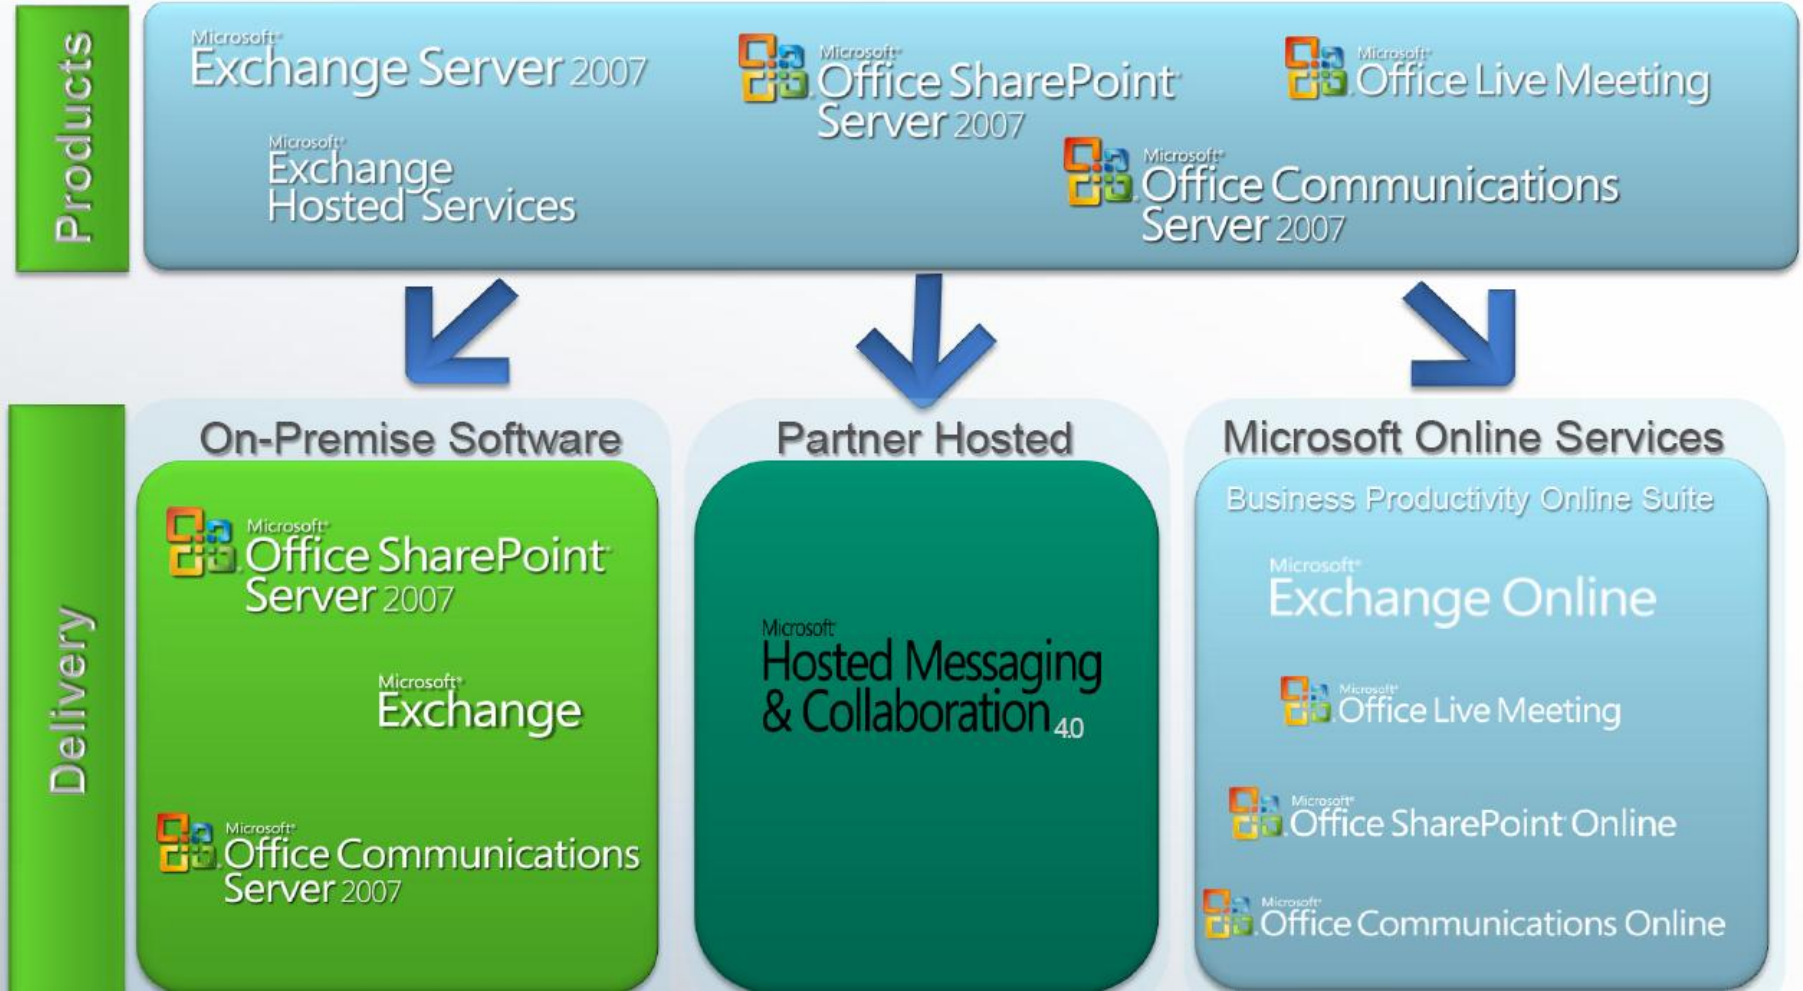 Products
Microsoft®
Exchange Server 2007
Microsoft®
Exchange
Hosted Services
Microsoft®
Office SharePoint®
Server 2007
Microsoft®
Office Live Meeting
Microsoft®
Office Communications
Server 2007
Delivery
On-Premise Software
Microsoft®
Office SharePoint®
Server 2007
Microsoft®
Exchange
Microsoft®
Office Communications
Server 2007
Partner Hosted
Microsoft®
Hosted Messaging
& Collaboration 4.0
Microsoft Online Services
Business Productivity Online Suite
Microsoft®
Exchange Online
Microsoft®
Office Live Meeting
Microsoft®
Office SharePoint® Online
Microsoft®
Office Communications Online